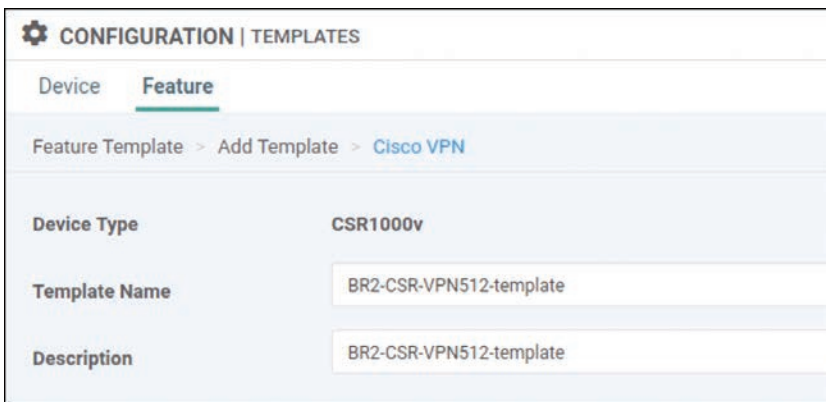 CONFIGURATION | TEMPLATES
Device Feature
Feature Template > Add Template > Cisco VPN
Device Type CSR1000v
Template Name BR2-CSR-VPN512-template
Description BR2-CSR-VPN512-template